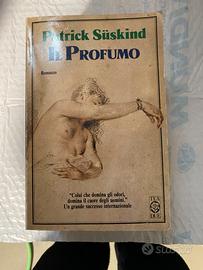 Patrick Süskind
IL PROFUMO
Romanzo
"Colui che domina gli odori,
domina il cuore degli uomini."
Un grande successo internazionale
TEA
DUE
subito